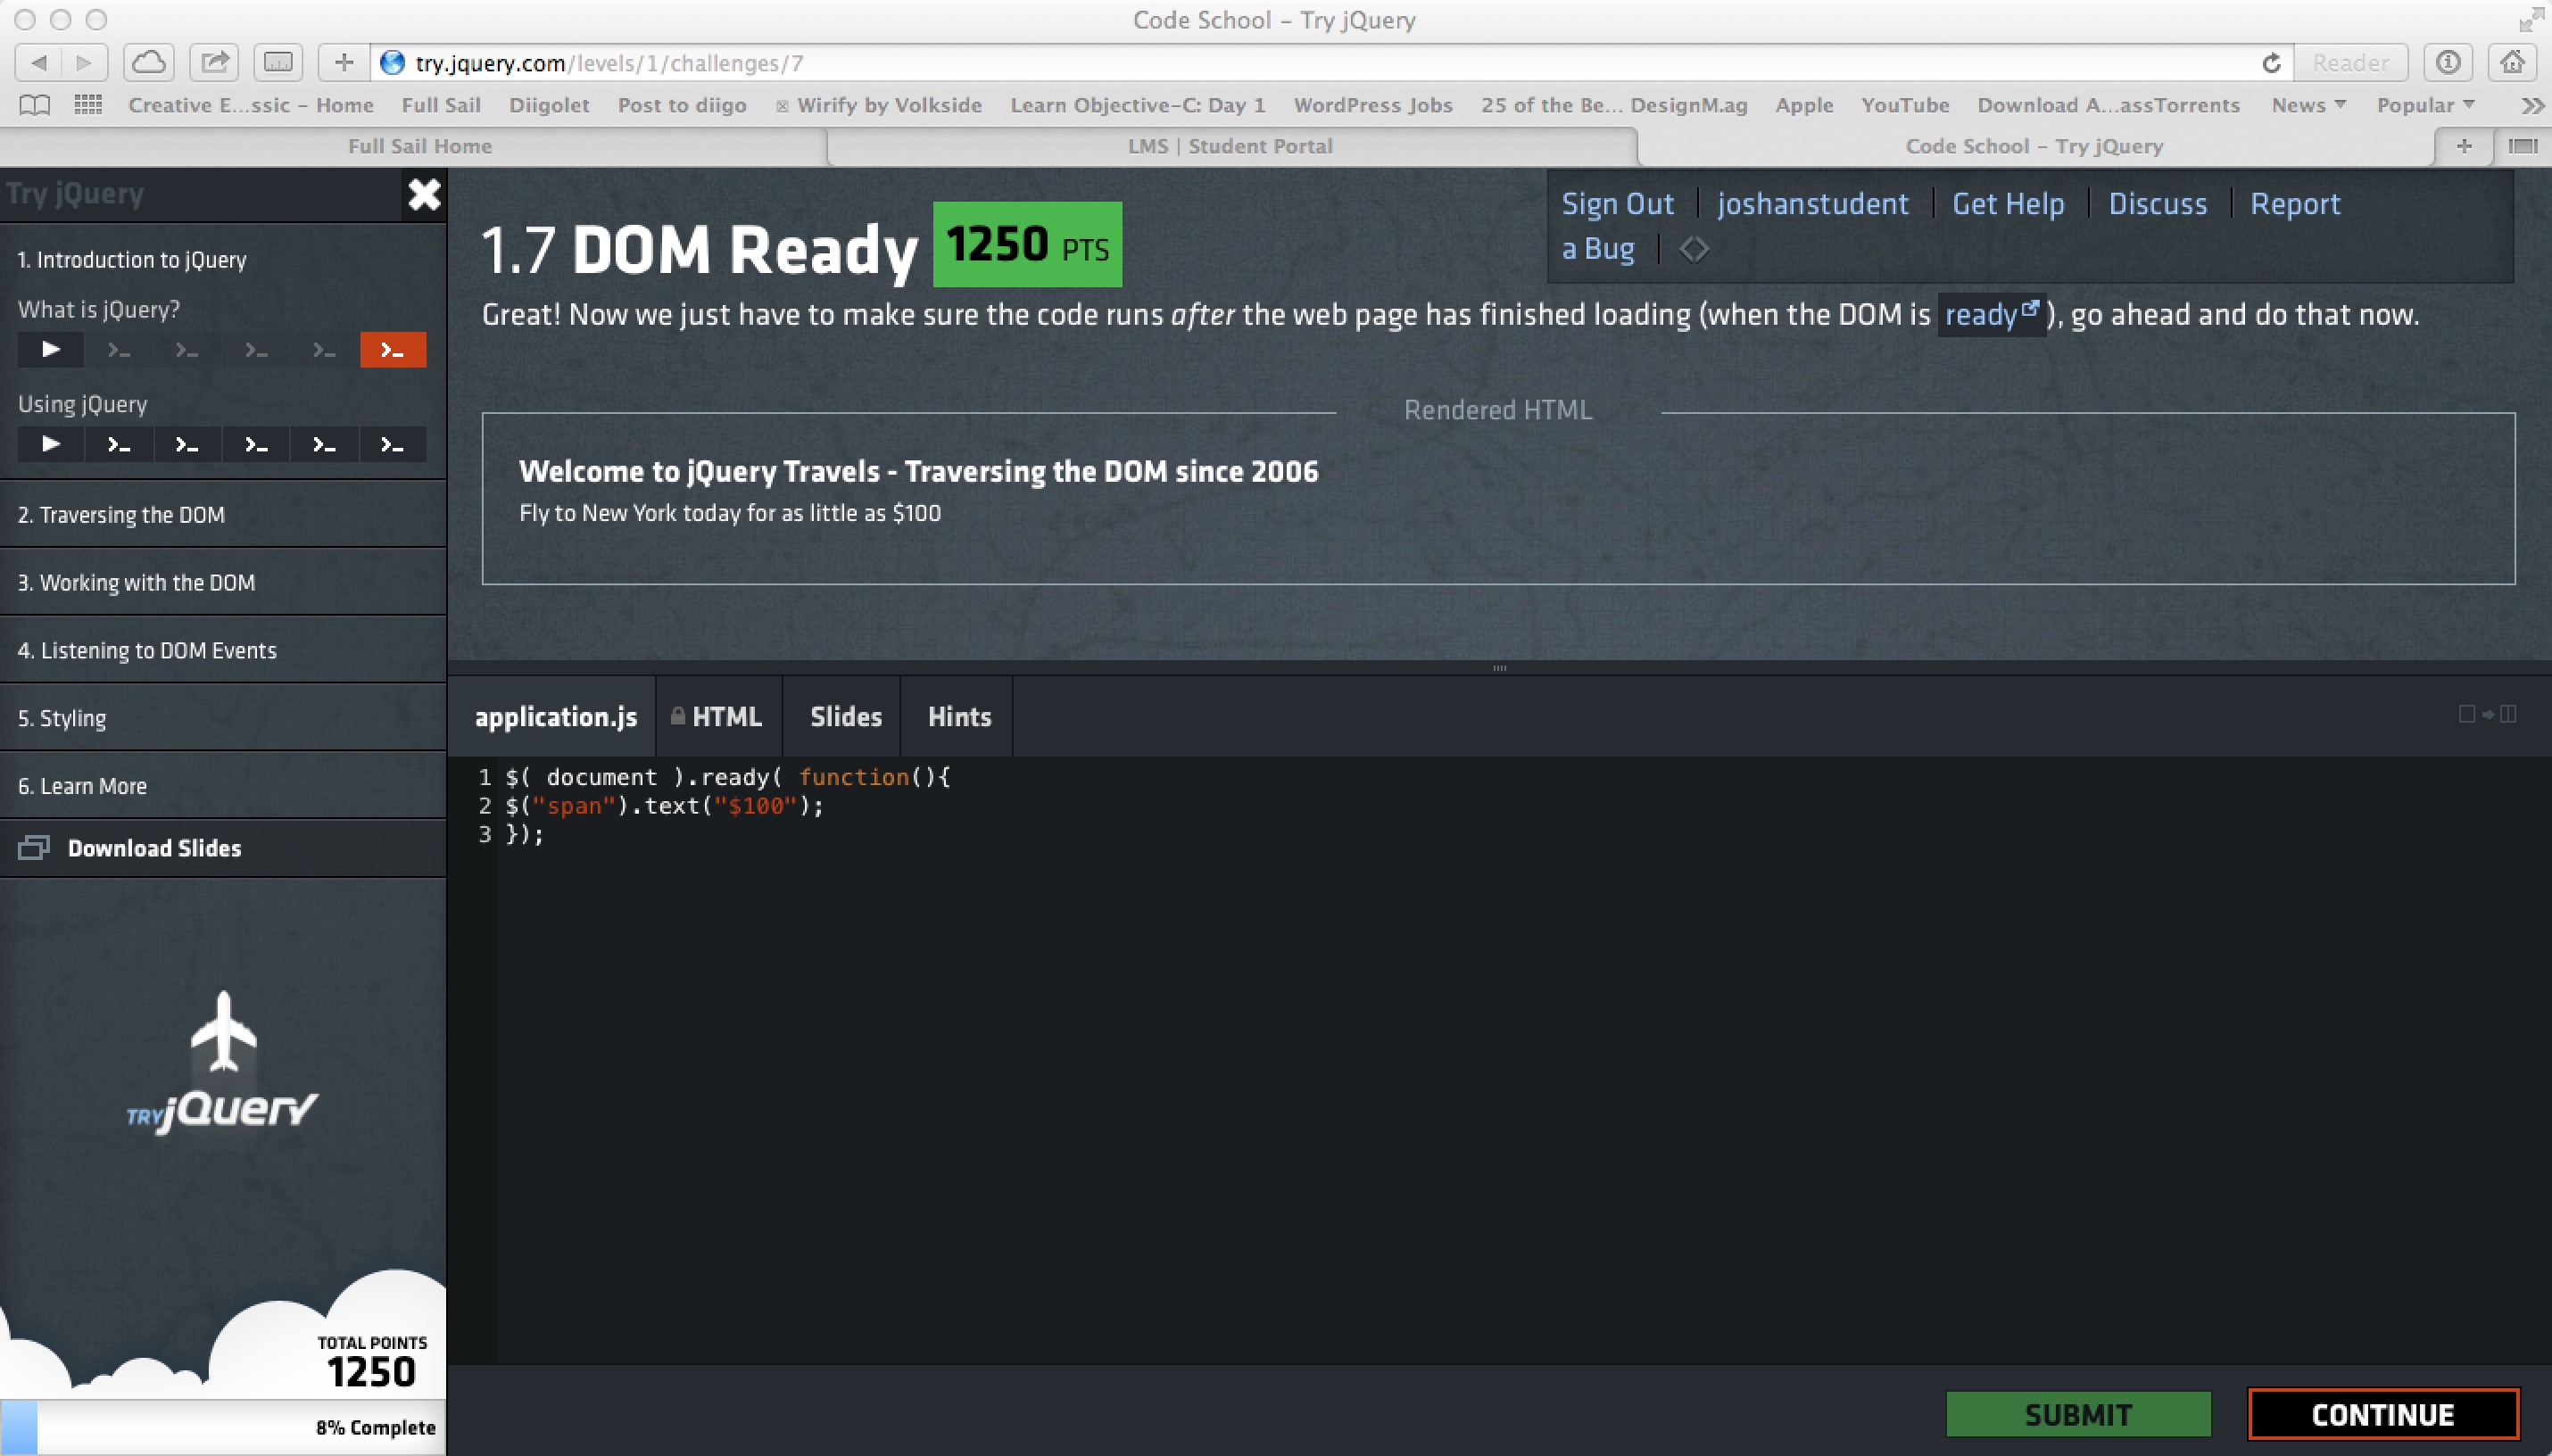 Code School – Try jQuery
try.jquery.com/levels/1/challenges/7
Reader
Creative E...ssic – Home Full Sail Diigolet Post to diigo Wirify by Volkside Learn Objective-C: Day 1 WordPress Jobs 25 of the Be... DesignM.ag Apple YouTube Download A...assTorrents News Popular
Full Sail Home LMS | Student Portal Code School – Try jQuery
Try jQuery
1. Introduction to jQuery
What is jQuery?
Using jQuery
2. Traversing the DOM
3. Working with the DOM
4. Listening to DOM Events
5. Styling
6. Learn More
Download Slides
TRY jQuery
TOTAL POINTS
1250
8% Complete
Sign Out | joshanstudent | Get Help | Discuss | Report
a Bug | <>
1.7 DOM Ready 1250 PTS
Great! Now we just have to make sure the code runs after the web page has finished loading (when the DOM is ready), go ahead and do that now.
Rendered HTML
Welcome to jQuery Travels - Traversing the DOM since 2006
Fly to New York today for as little as $100
application.js HTML Slides Hints
1 $( document ).ready( function(){
2 $("span").text("$100");
3 });
SUBMIT CONTINUE